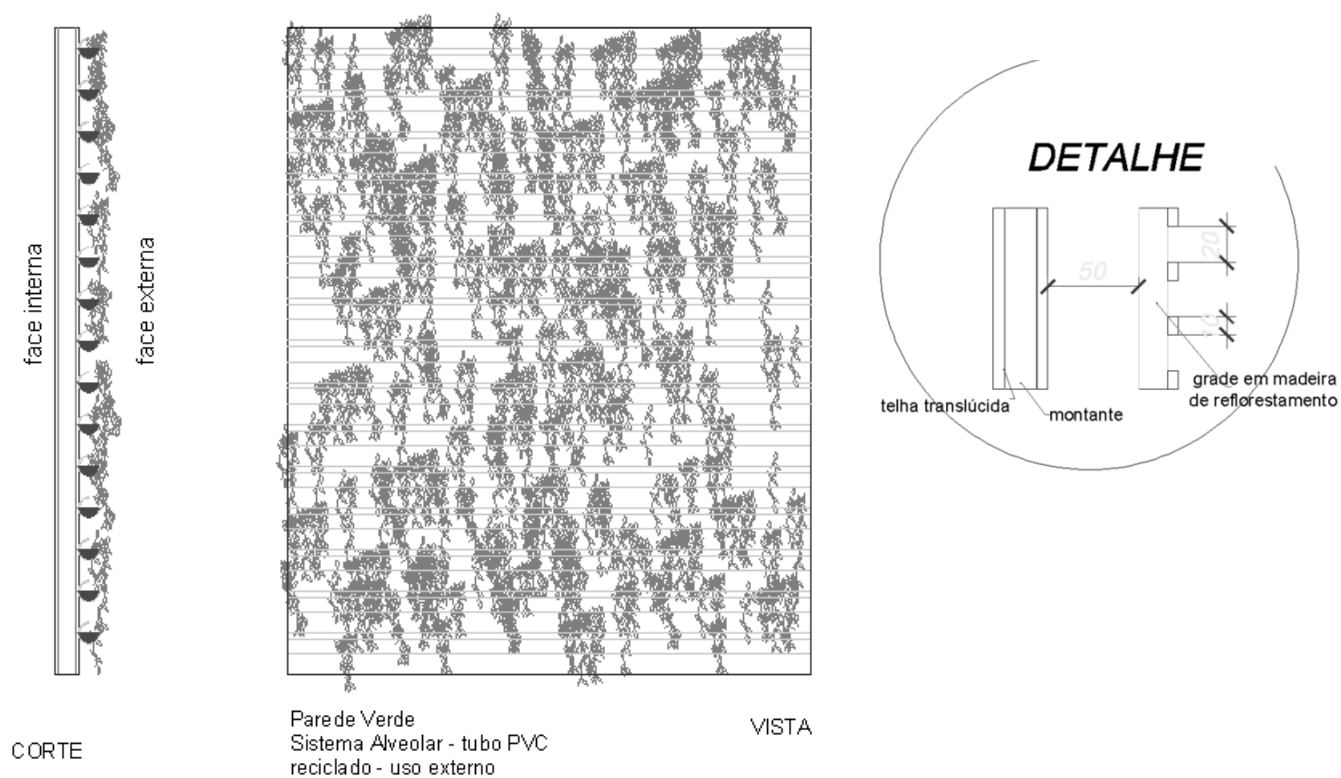 face interna
face externa
CORTE
Parede Verde
Sistema Alveolar - tubo PVC
reciclado - uso externo
VISTA
DETALHE
50
20
10
telha translúcida
montante
grade em madeira
de reflorestamento